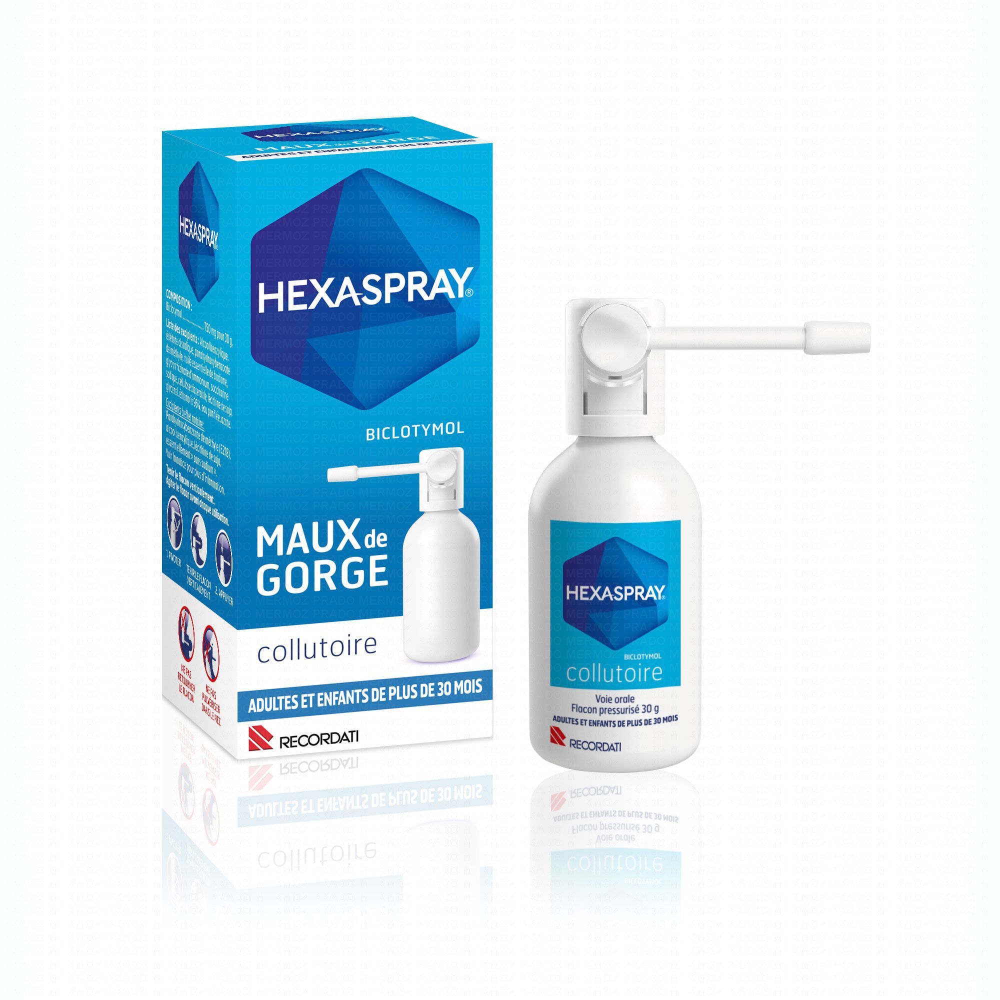 HEXASPRAY
MAUX de GORGE
ADULTES ET ENFANTS DE PLUS DE 30 MOIS
HEXASPRAY
COMPOSITION :
Biclotymol 750 mg pour 30 g.
Liste des excipients : Alcool benzylique,
édétate disodique, parahydroxybenzoate
de méthyle, huile essentielle de badiane,
glycyrrhizinate d'ammonium, saccharine
sodique, cellulose dispersible, lécithine de soja,
glycérol, éthanol à 96%, eau purifiée, azote.
Excipients à effet notoire :
Parahydroxybenzoate de méthyle (E218),
alcool benzylique, lécithine de soja,
essentiellement « sans sodium ».
Voir la notice pour plus d'information.
Tenir le flacon verticalement.
Agiter le flacon avant chaque utilisation.
1. PIVOTER
TENIR LE FLACON
VERTICALEMENT
2. APPUYER
NE PAS
RETOURNER
LE FLACON
NE PAS
PULVERISER
DANS LE NEZ
HEXASPRAY®
BICLOTYMOL
MAUX de
GORGE
collutoire
ADULTES ET ENFANTS DE PLUS DE 30 MOIS
RECORDATI
HEXASPRAY®
BICLOTYMOL
collutoire
Voie orale
Flacon pressurisé 30 g
ADULTES ET ENFANTS DE PLUS DE 30 MOIS
RECORDATI
MERMOZ PRADO